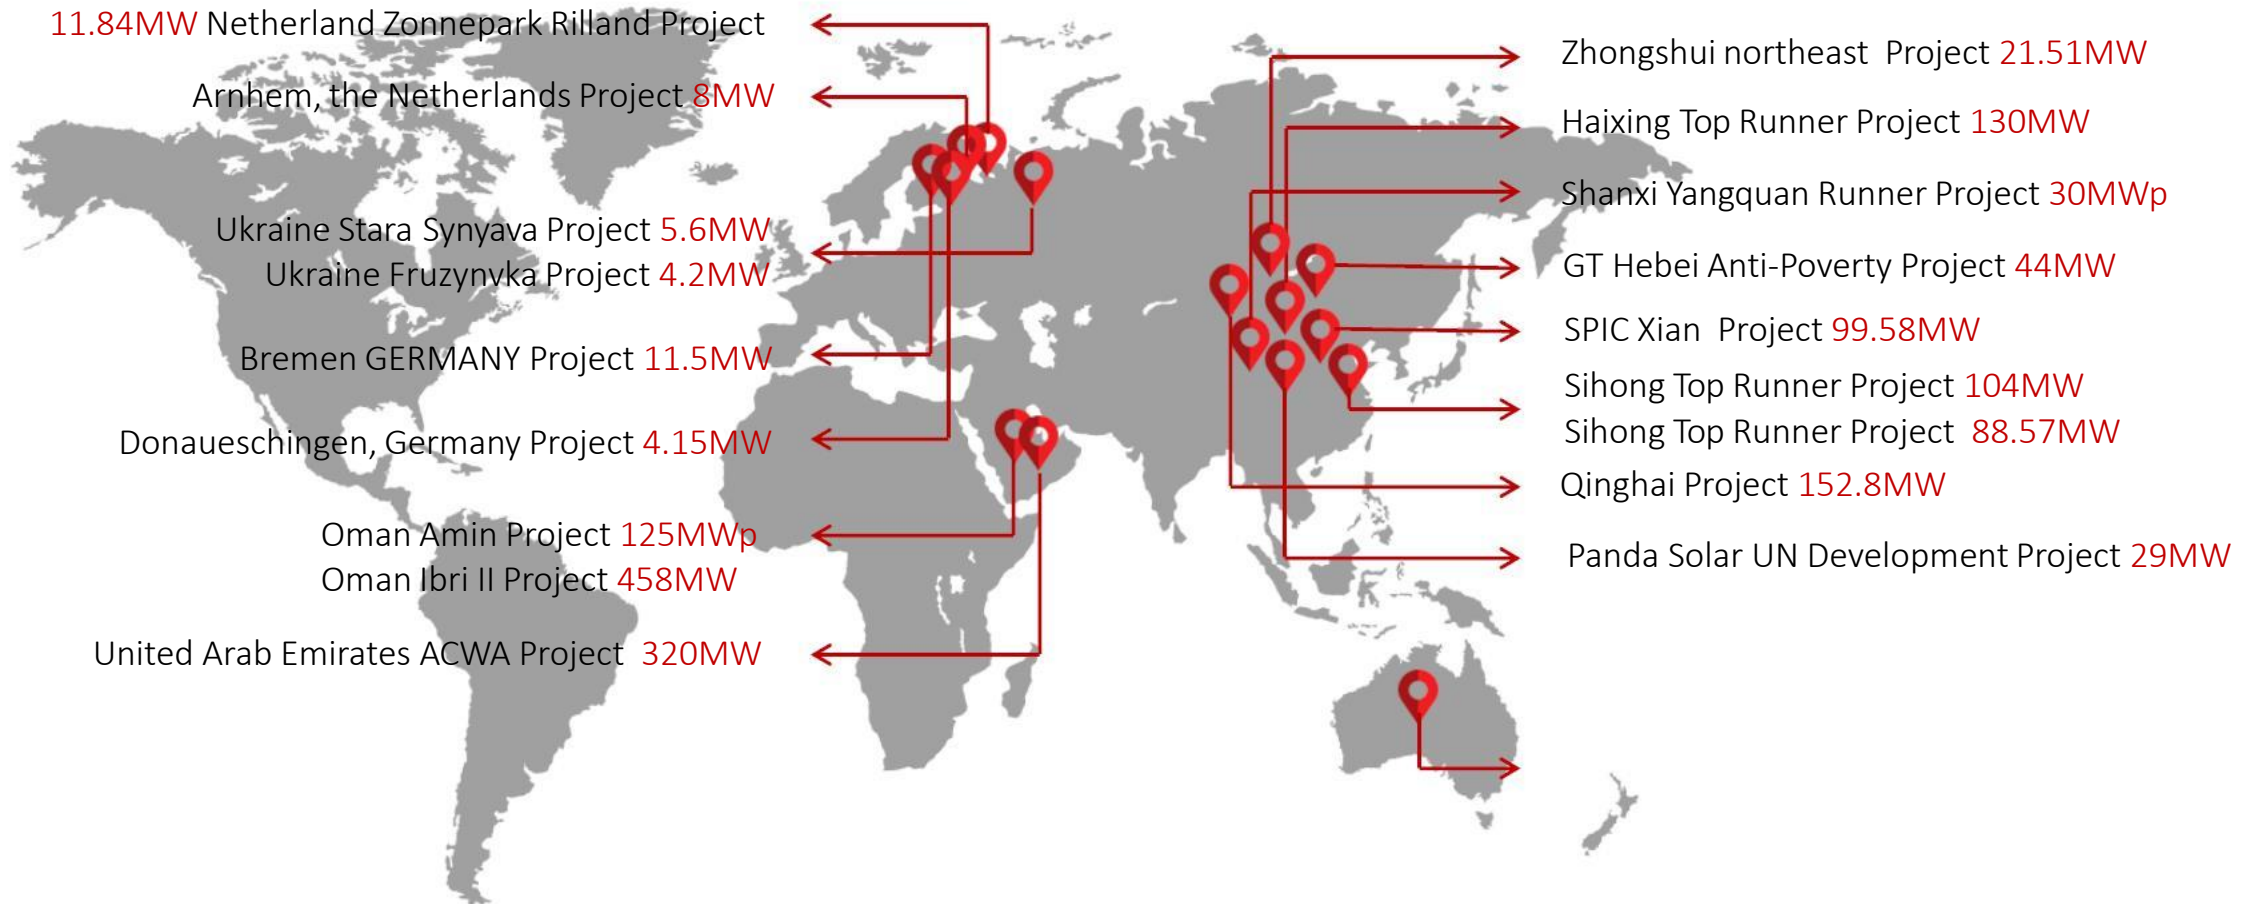 11.84MW Netherland Zonnepark Rilland Project
Arnhem, the Netherlands Project 8MW
Ukraine Stara Synyava Project 5.6MW
Ukraine Fruzynvka Project 4.2MW
Bremen GERMANY Project 11.5MW
Donaueschingen, Germany Project 4.15MW
Oman Amin Project 125MWp
Oman Ibri II Project 458MW
United Arab Emirates ACWA Project 320MW
Zhongshui northeast Project 21.51MW
Haixing Top Runner Project 130MW
Shanxi Yangquan Runner Project 30MWp
GT Hebei Anti-Poverty Project 44MW
SPIC Xian Project 99.58MW
Sihong Top Runner Project 104MW
Sihong Top Runner Project 88.57MW
Qinghai Project 152.8MW
Panda Solar UN Development Project 29MW